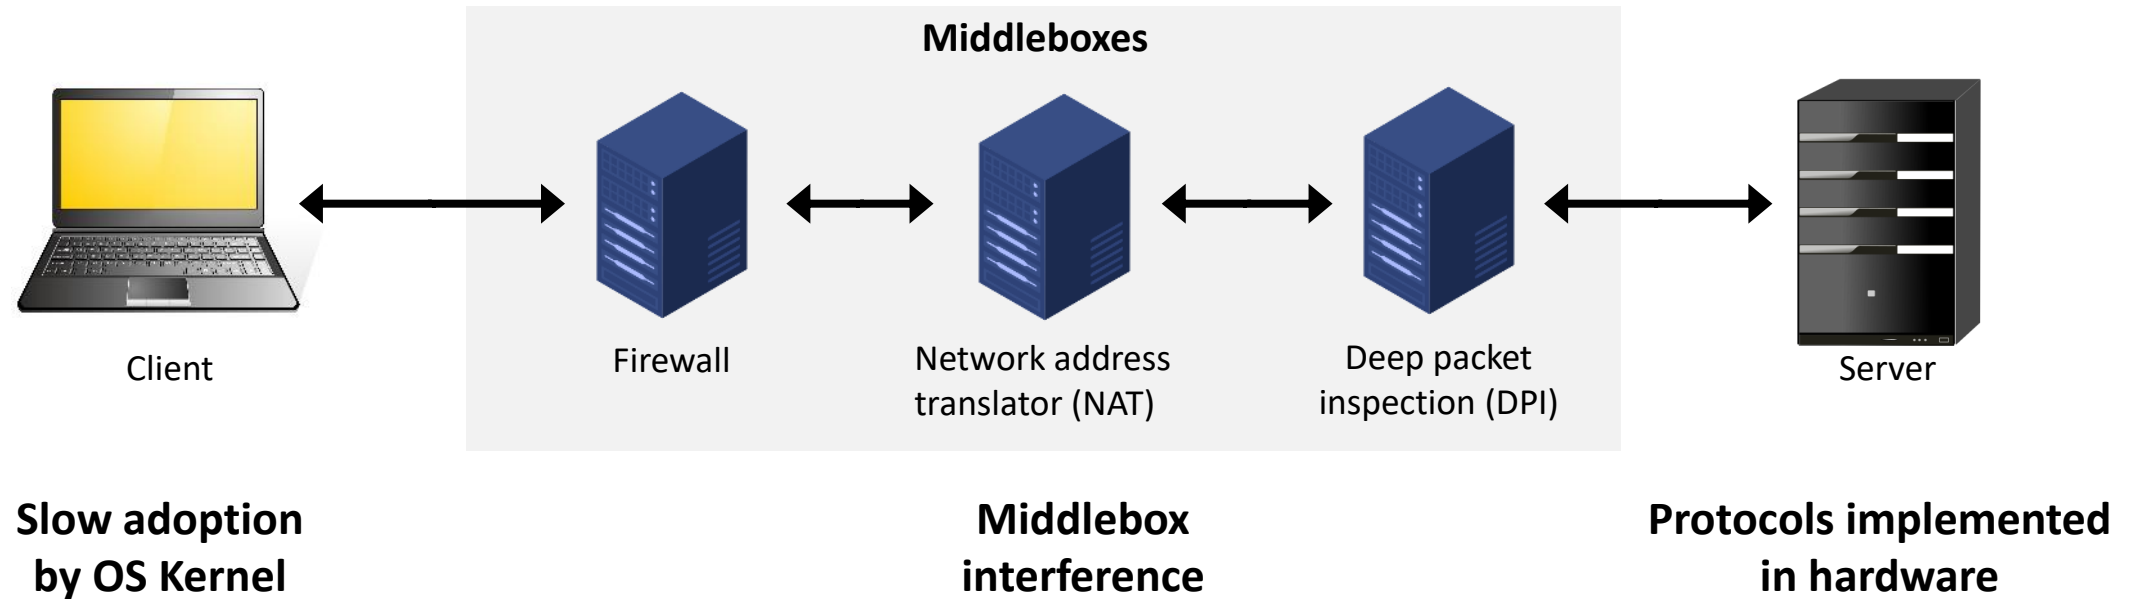 Middleboxes
Client
Firewall
Network address
translator (NAT)
Deep packet
inspection (DPI)
Server
Slow adoption
by OS Kernel
Middlebox
interference
Protocols implemented
in hardware